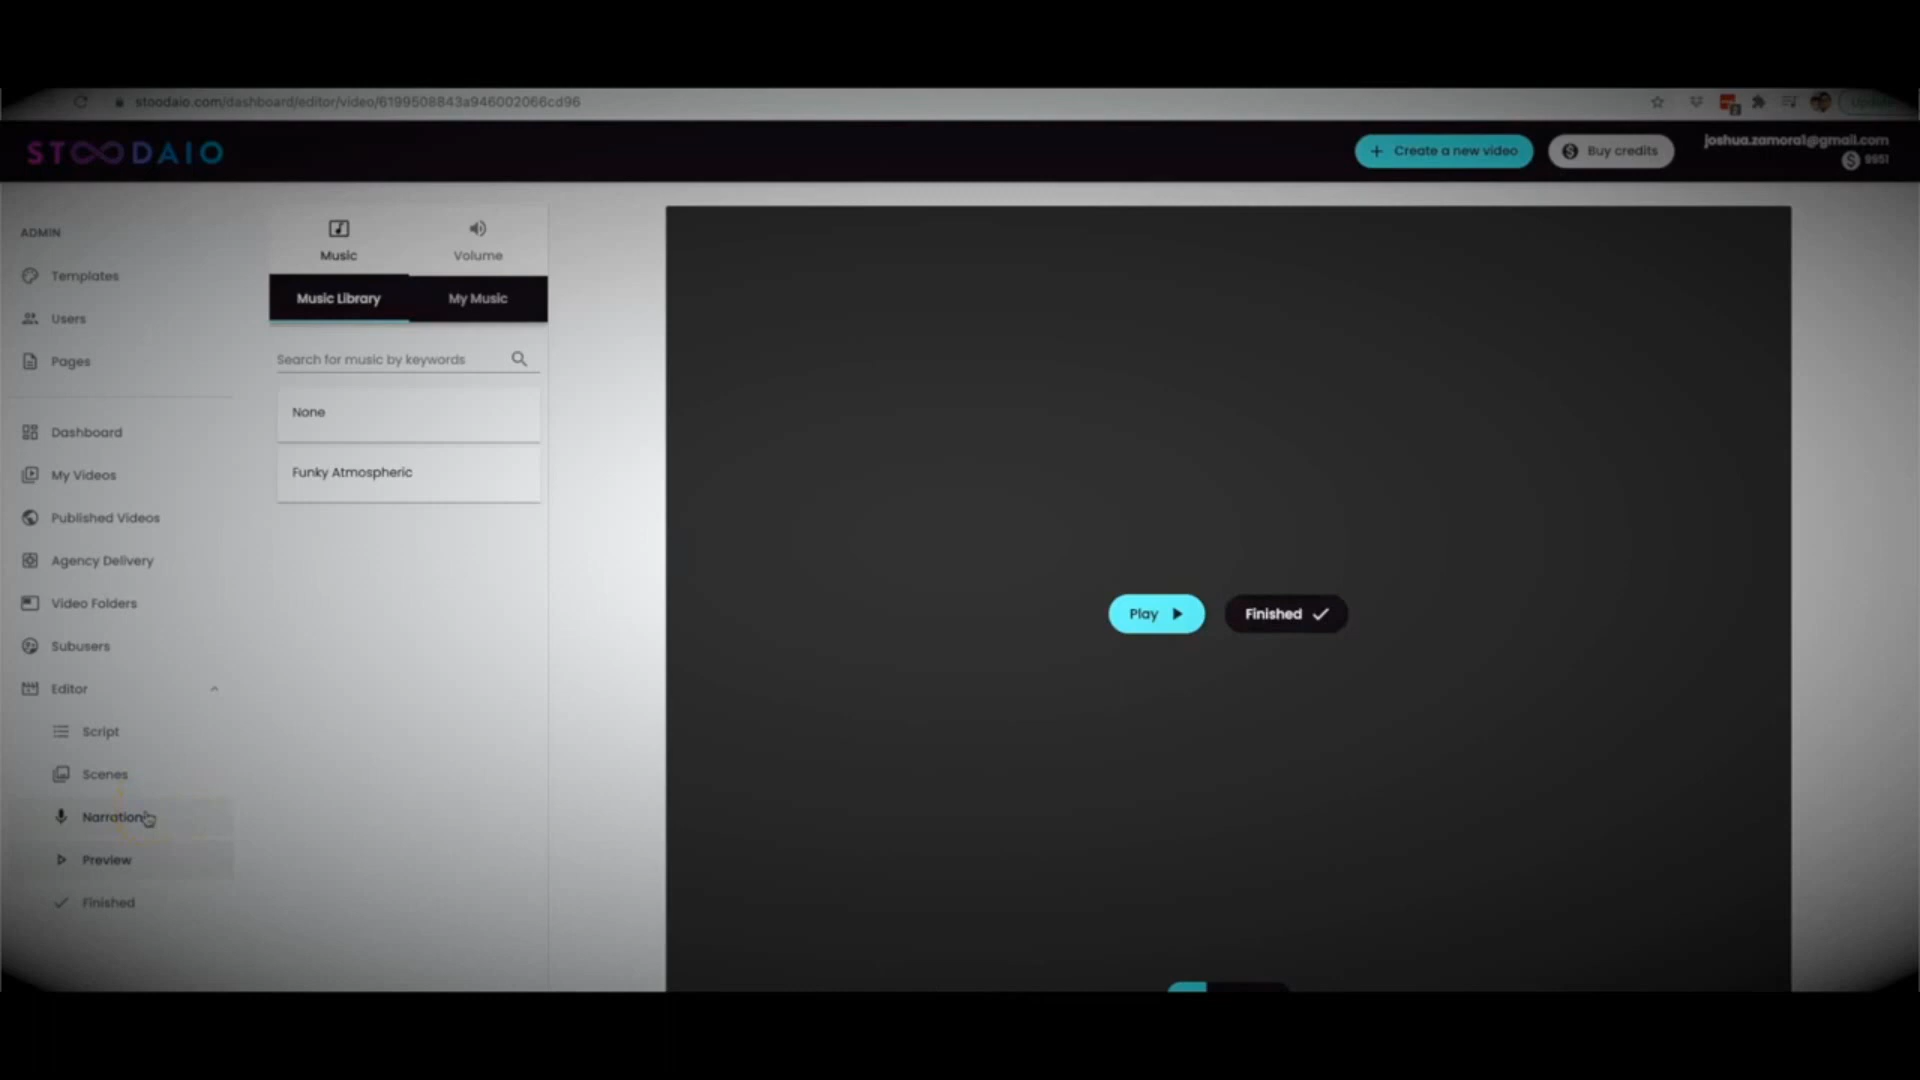 stoodaio.com/dashboard/editor/video/6199508843a946002066cd96
STOODAIO
+ Create a new video
Buy credits
joshua.zamora1@gmail.com
9951
ADMIN
Templates
Users
Pages
Dashboard
My Videos
Published Videos
Agency Delivery
Video Folders
Subusers
Editor
Script
Scenes
Narration
Preview
Finished
Music
Volume
Music Library
My Music
Search for music by keywords
None
Funky Atmospheric
Play
Finished